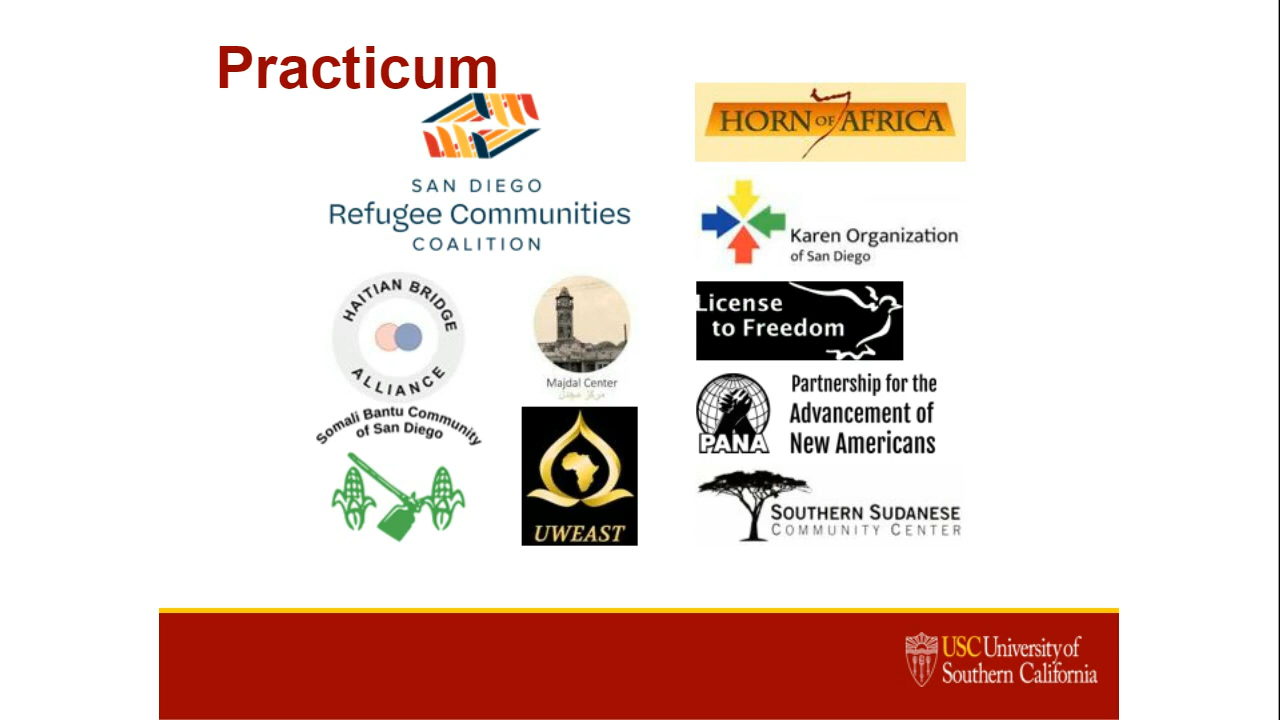 Practicum
SAN DIEGO
Refugee Communities
COALITION
HAITIAN BRIDGE
ALLIANCE
Majdal Center
مركز مجدل
Somali Bantu Community
of San Diego
UWEAST
HORN OF AFRICA
Karen Organization
of San Diego
License
to Freedom
PANA
Partnership for the
Advancement of
New Americans
SOUTHERN SUDANESE
COMMUNITY CENTER
USC University of
Southern California